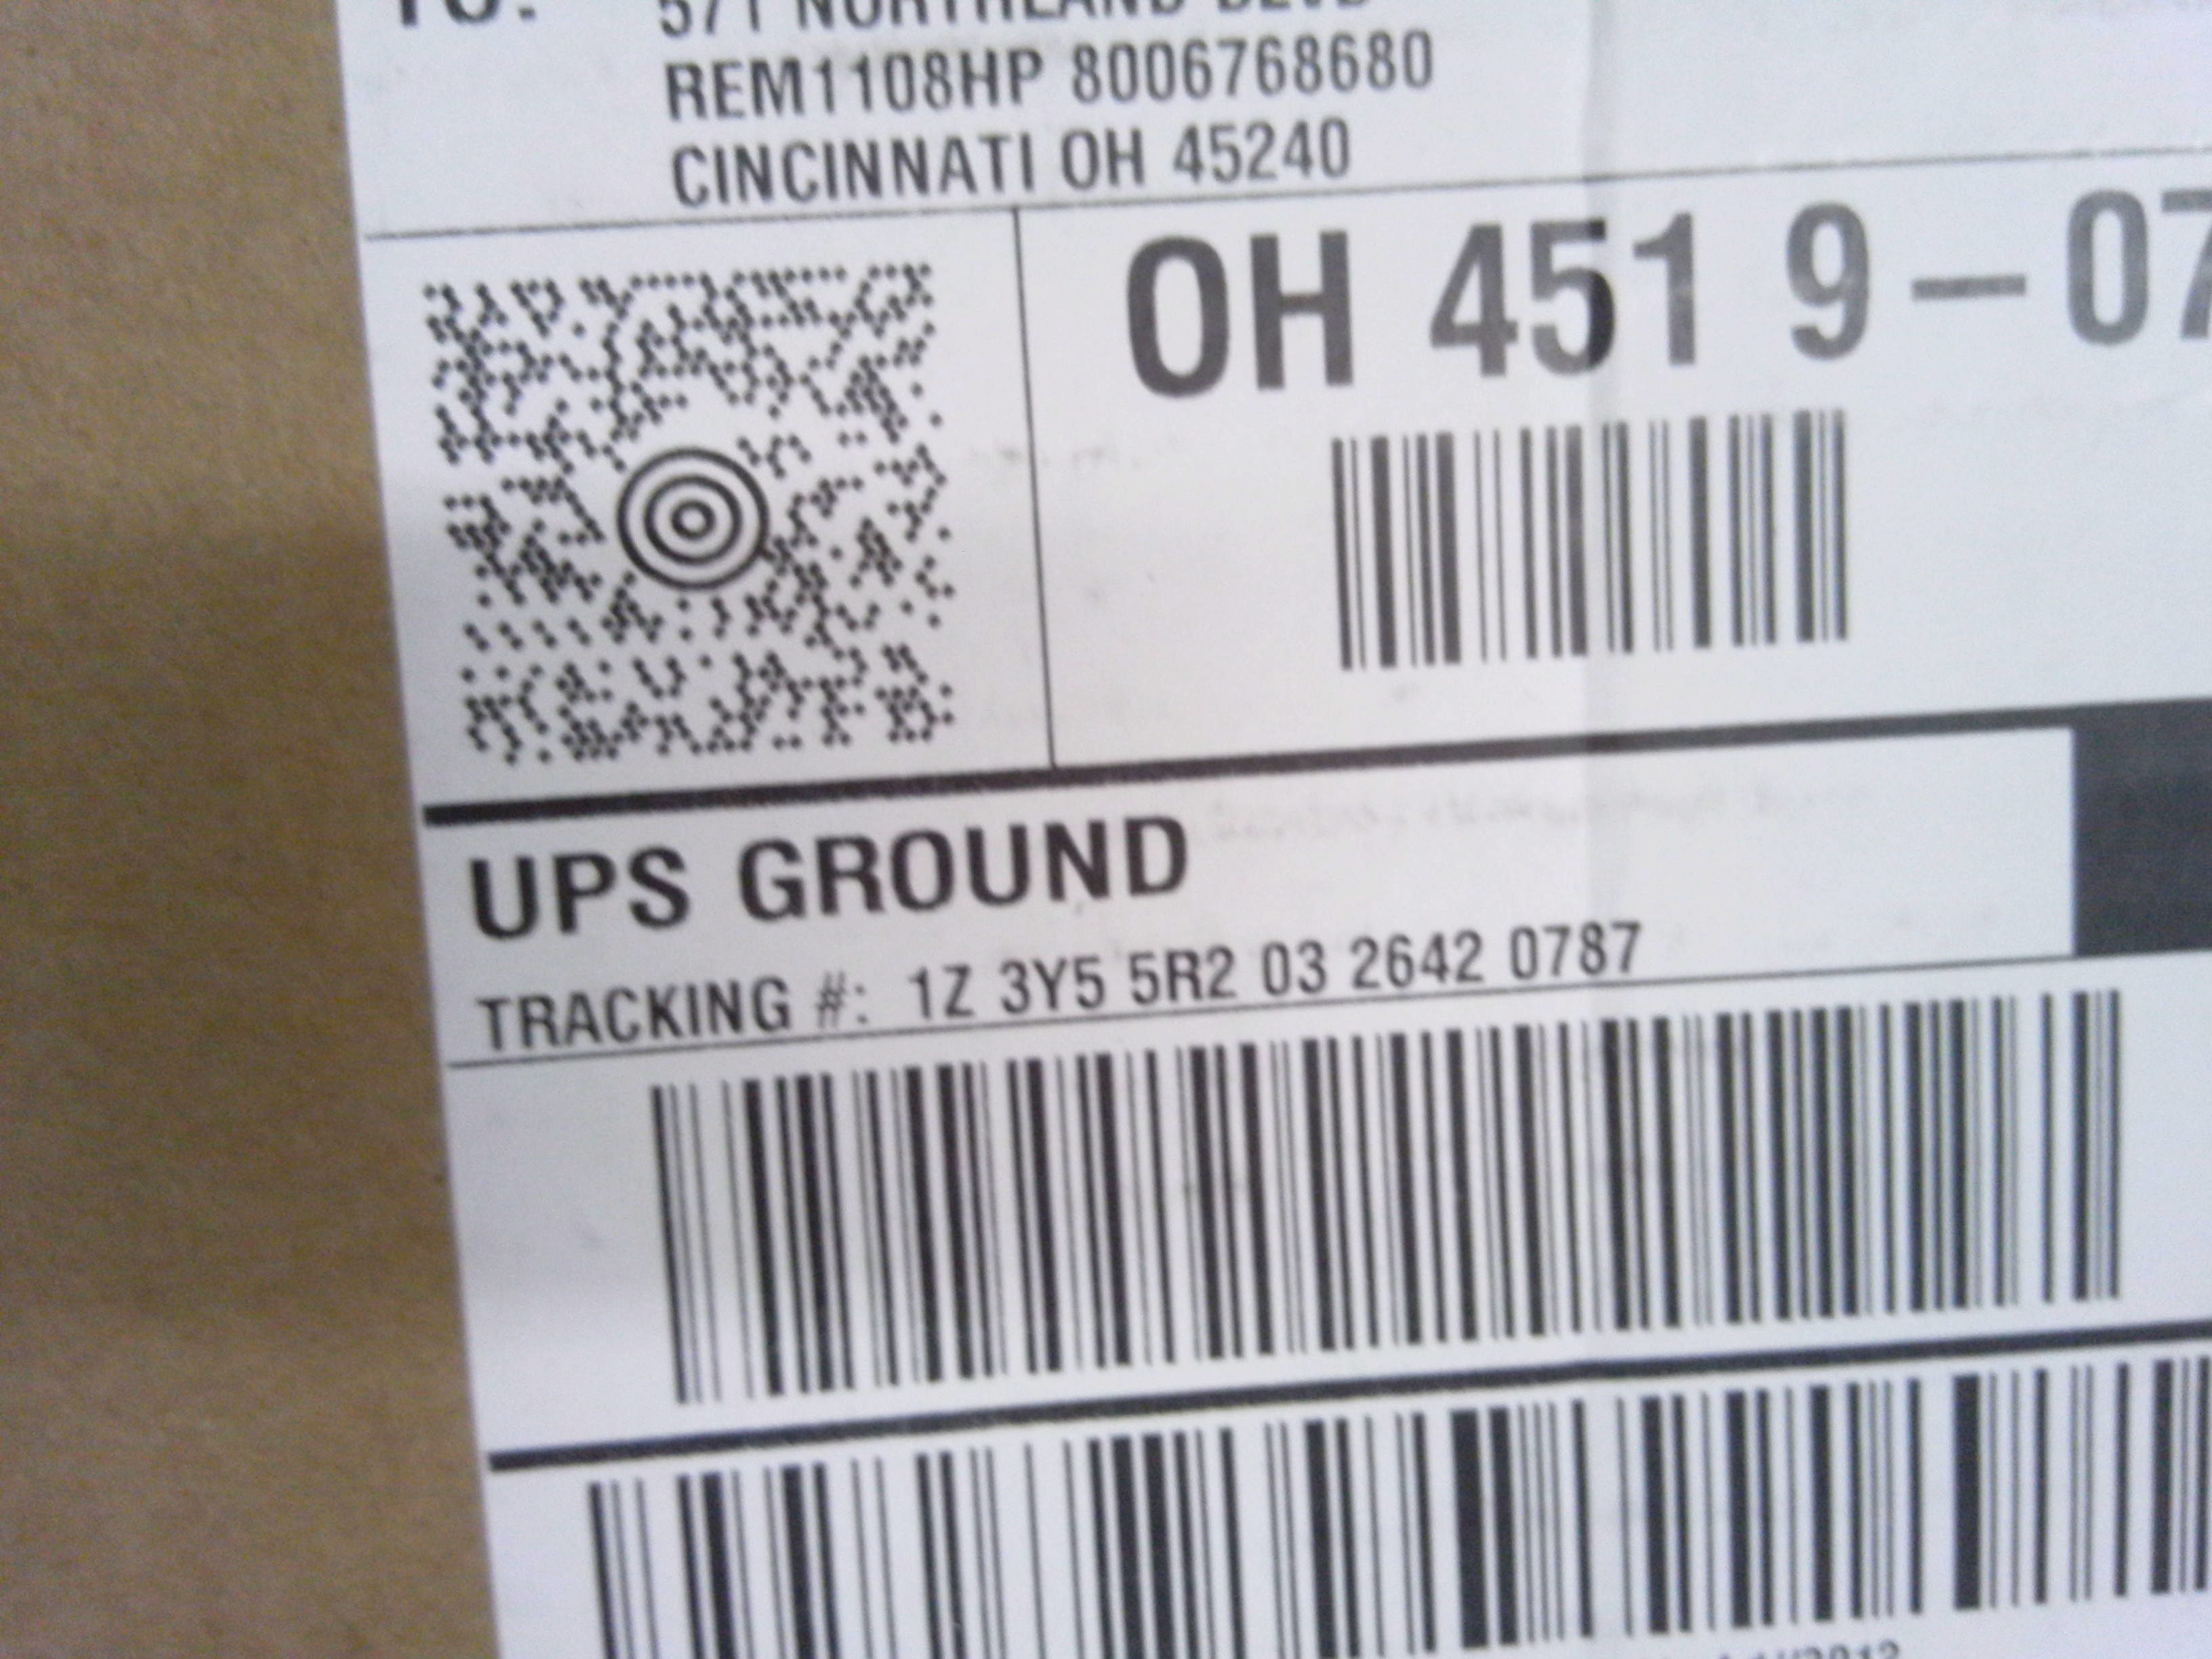 TO: 571 NORTHLAND BLVD
REM1108HP 8006768680
CINCINNATI OH 45240
OH 451 9-07
UPS GROUND
TRACKING #: 1Z 3Y5 5R2 03 2642 0787